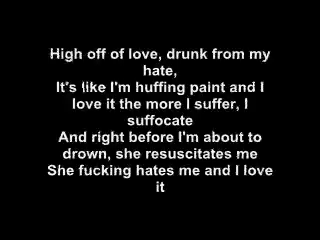 High off of love, drunk from my
hate,
It's like I'm huffing paint and I
love it the more I suffer, I
suffocate
And right before I'm about to
drown, she resuscitates me
She fucking hates me and I love
it